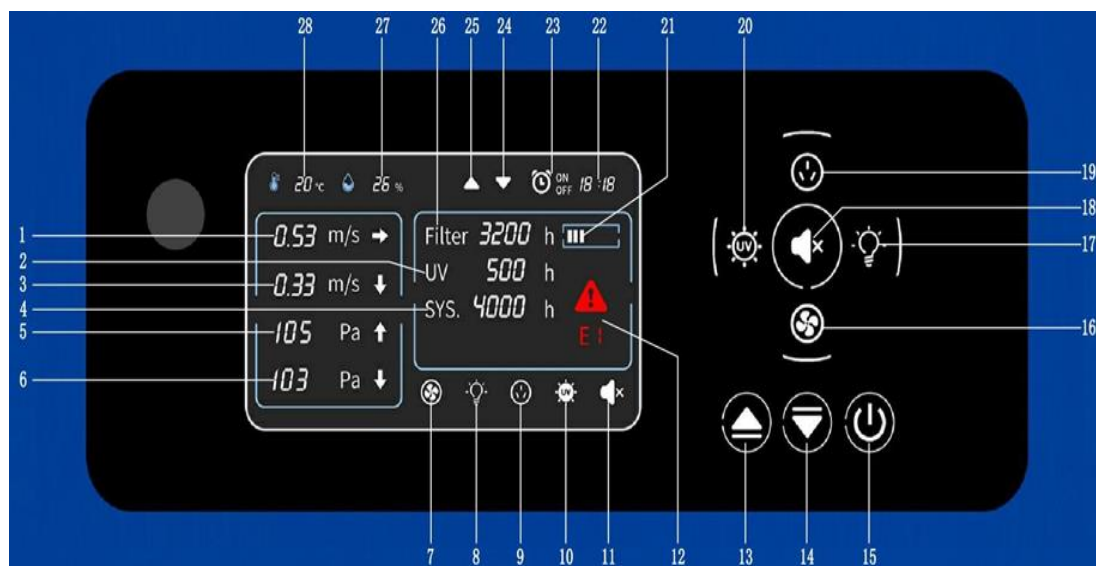 28 27 26 25 24 23 22 21 20
20 °C 26 % ON OFF 18:18
1 0.53 m/s
2
3 0.33 m/s
4
5 105 Pa
6 103 Pa
Filter 3200 h
UV 500 h
SYS. 4000 h
E1
UV
UV
19
18
17
16
7 8 9 10 11 12 13 14 15